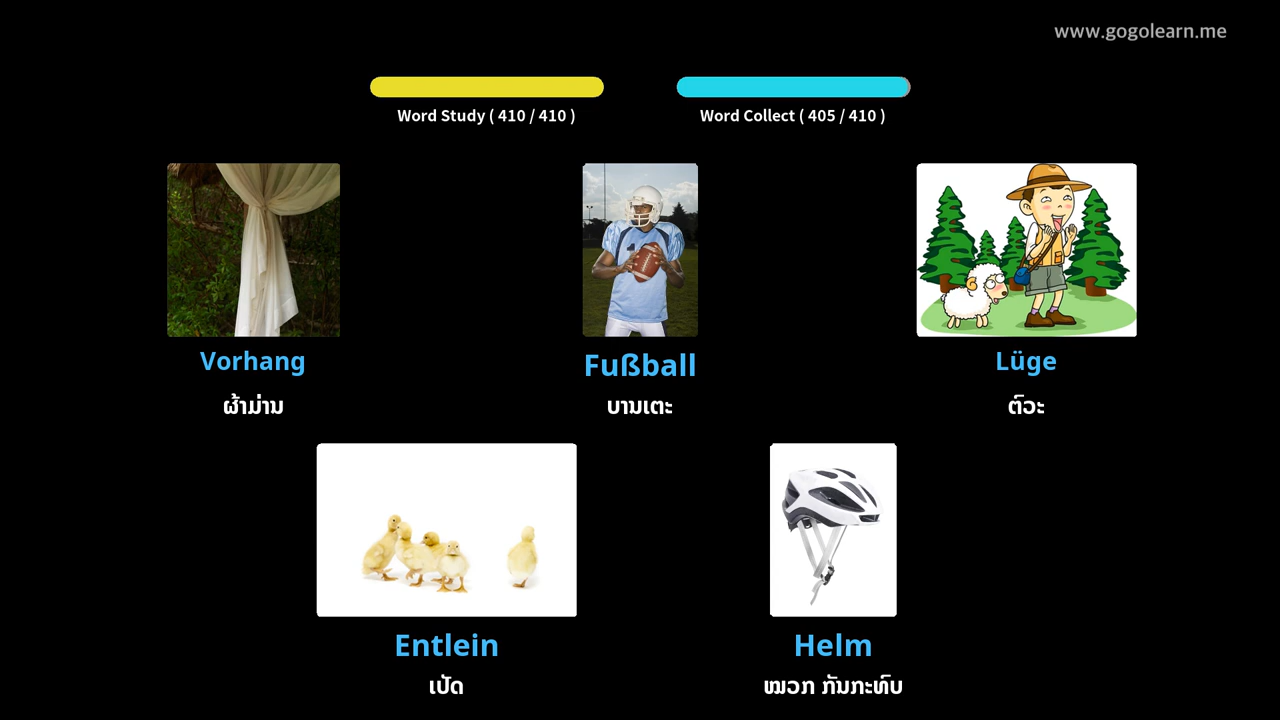 www.gogolearn.me
Word Study ( 410 / 410 )
Word Collect ( 405 / 410 )
Vorhang
Fußball
Lüge
ຜ້າມ່ານ
ບານເຕະ
ຕົວະ
Entlein
Helm
ເປັດ
ໝວກ ກັນກະທົບ